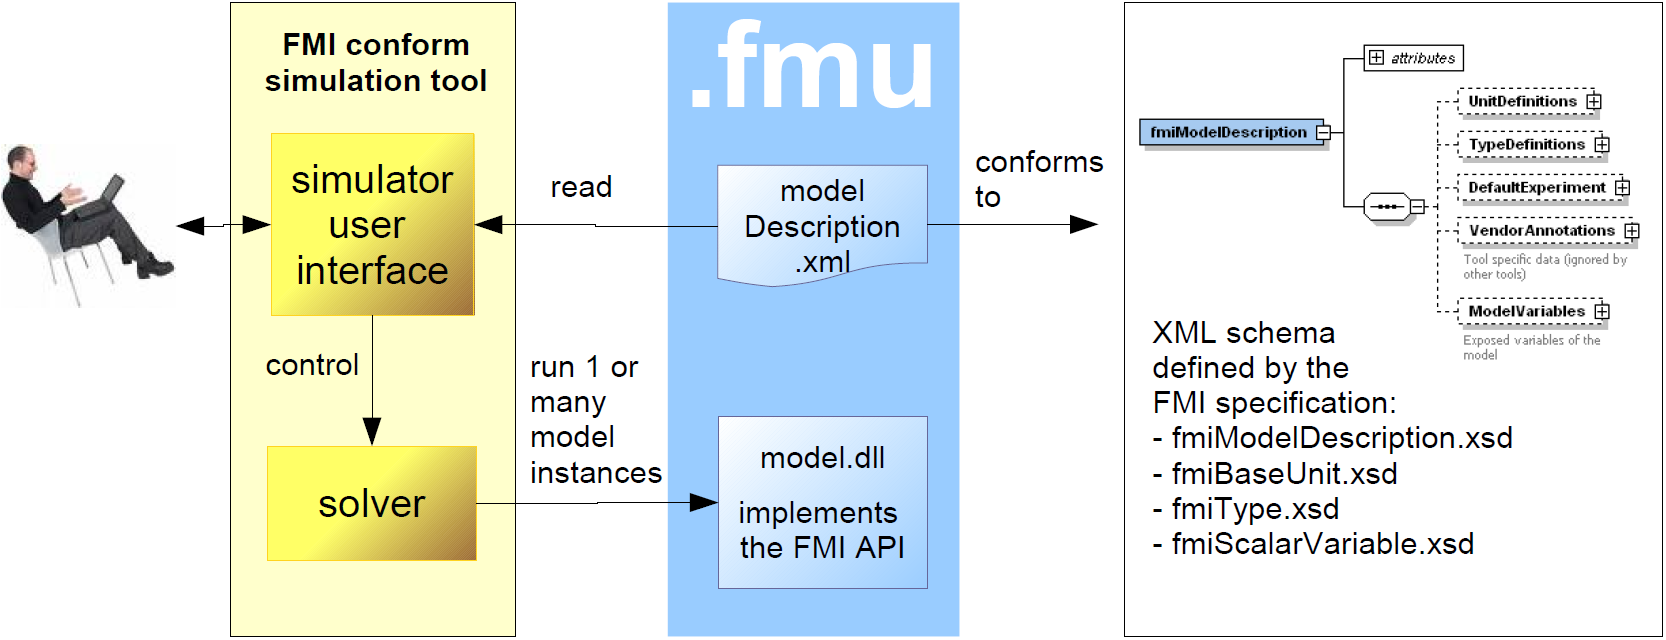 FMI conform
simulation tool
simulator
user
interface
control
solver
read
run 1 or
many
model
instances
.fmu
model
Description
.xml
model.dll
implements
the FMI API
conforms
to
fmiModelDescription
attributes
UnitDefinitions
TypeDefinitions
DefaultExperiment
VendorAnnotations
Tool specific data (ignored by
other tools)
ModelVariables
Exposed variables of the
model
XML schema
defined by the
FMI specification:
- fmiModelDescription.xsd
- fmiBaseUnit.xsd
- fmiType.xsd
- fmiScalarVariable.xsd